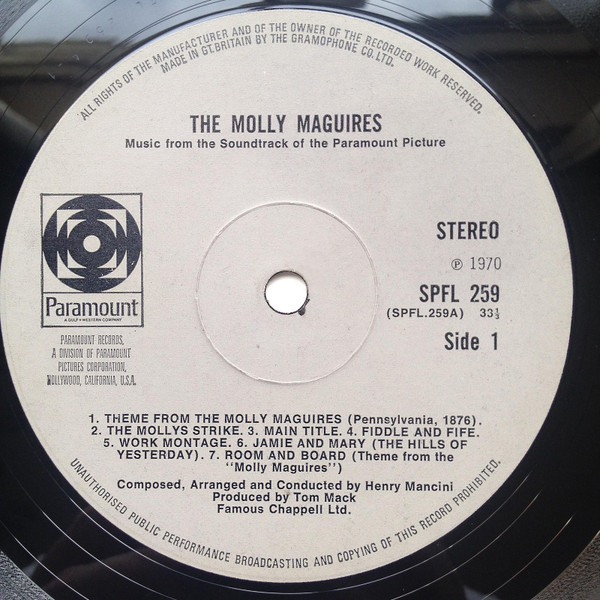 ALL RIGHTS OF THE MANUFACTURER AND OF THE OWNER OF THE RECORDED WORK RESERVED.
MADE IN GT. BRITAIN BY THE GRAMOPHONE CO. LTD.
THE MOLLY MAGUIRES
Music from the Soundtrack of the Paramount Picture
STEREO
℗ 1970
SPFL 259
(SPFL.259A) 33⅓
Side 1
Paramount
A GULF + WESTERN COMPANY
PARAMOUNT RECORDS,
A DIVISION OF PARAMOUNT
PICTURES CORPORATION,
HOLLYWOOD, CALIFORNIA, U.S.A.
1. THEME FROM THE MOLLY MAGUIRES (Pennsylvania, 1876).
2. THE MOLLYS STRIKE. 3. MAIN TITLE. 4. FIDDLE AND FIFE.
5. WORK MONTAGE. 6. JAMIE AND MARY (THE HILLS OF
YESTERDAY). 7. ROOM AND BOARD (Theme from the
"Molly Maguires")
Composed, Arranged and Conducted by Henry Mancini
Produced by Tom Mack
Famous Chappell Ltd.
UNAUTHORISED PUBLIC PERFORMANCE BROADCASTING AND COPYING OF THIS RECORD PROHIBITED.